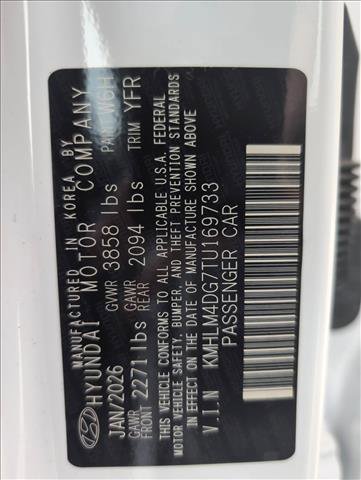 MANUFACTURED IN KOREA BY
HYUNDAI MOTOR COMPANY
JAN/2026 GVWR 3858 lbs PAINT WGH
GAWR FRONT 2271 lbs GAWR REAR 2094 lbs TRIM YFR
THIS VEHICLE CONFORMS TO ALL APPLICABLE U.S.A. FEDERAL
MOTOR VEHICLE SAFETY, BUMPER, AND THEFT PREVENTION STANDARDS
IN EFFECT ON THE DATE OF MANUFACTURE SHOWN ABOVE
V.I.N KMHLM4DG7TU169733
PASSENGER CAR